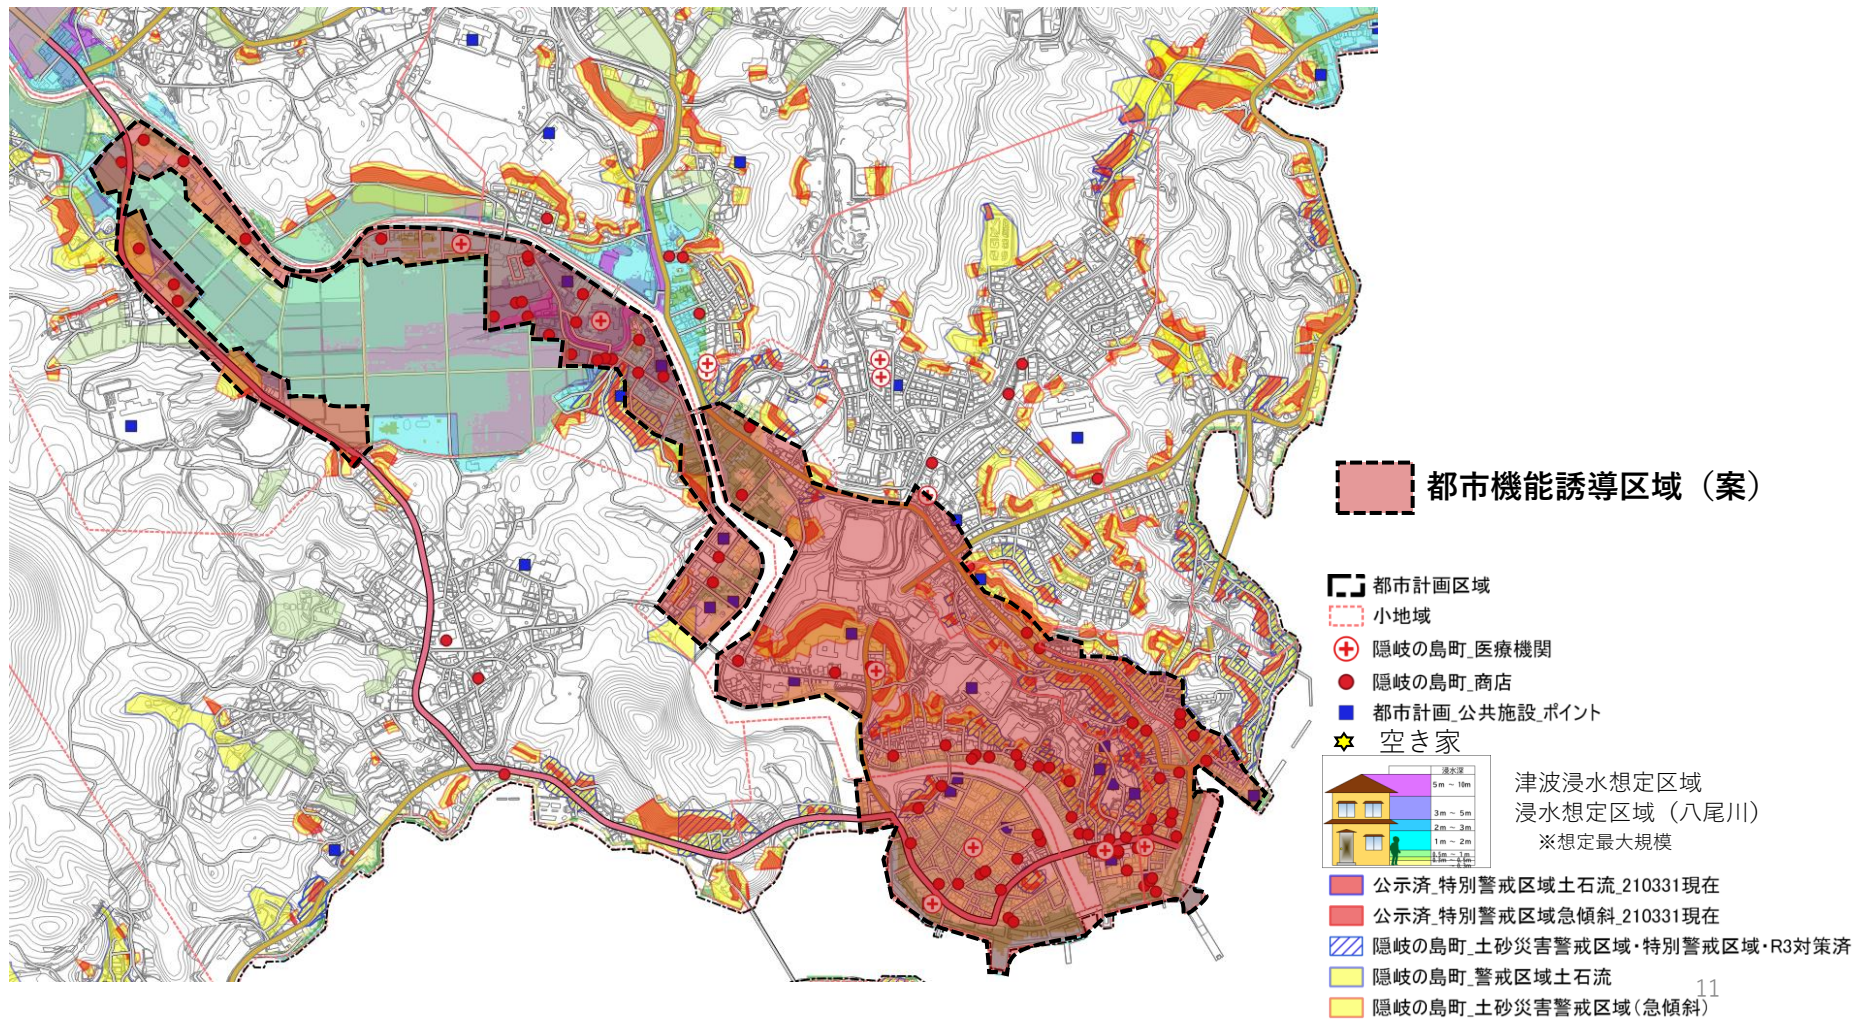 都市機能誘導区域（案）
都市計画区域
小地域
隠岐の島町_医療機関
隠岐の島町_商店
都市計画_公共施設_ポイント
空き家
浸水深
5m ～ 10m
3m ～ 5m
2m ～ 3m
1m ～ 2m
0.5m ～ 1m
津波浸水想定区域
浸水想定区域（八尾川）
※想定最大規模
公示済_特別警戒区域土石流_210331現在
公示済_特別警戒区域急傾斜_210331現在
隠岐の島町_土砂災害警戒区域・特別警戒区域・R3対策済
隠岐の島町_警戒区域土石流
隠岐の島町_土砂災害警戒区域（急傾斜）
11